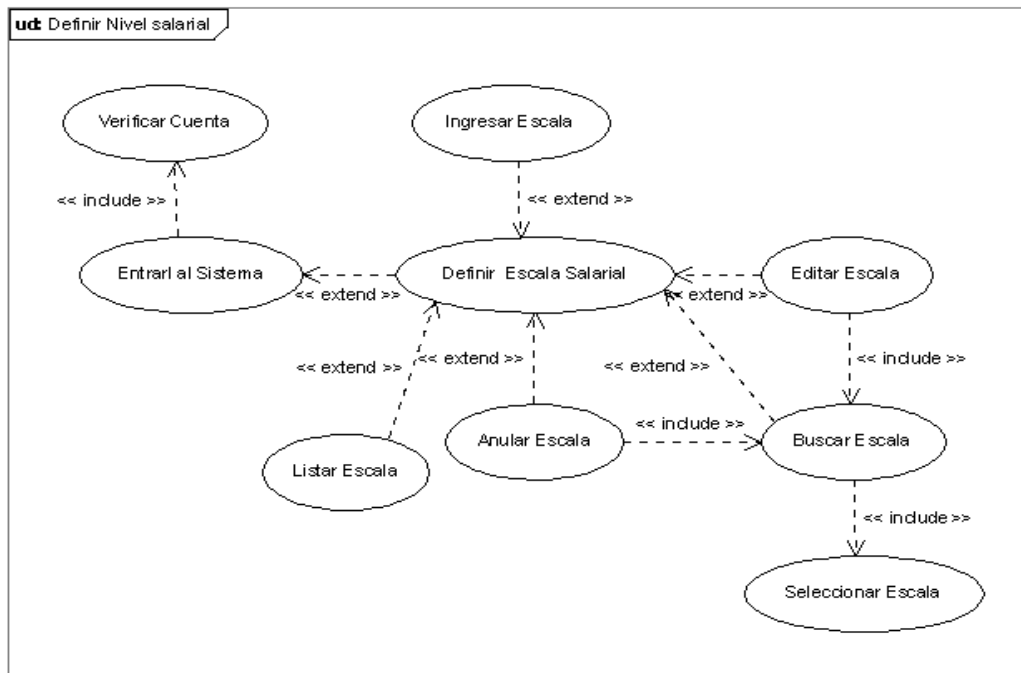 ud: Definir Nivel salarial
Verificar Cuenta
Ingresar Escala
<< include >>
<< extend >>
Entrarl al Sistema
Definir Escala Salarial
Editar Escala
<< extend >>
<< extend >>
<< include >>
<< extend >>
<< extend >>
<< extend >>
<< include >>
Anular Escala
Buscar Escala
Listar Escala
<< include >>
Seleccionar Escala